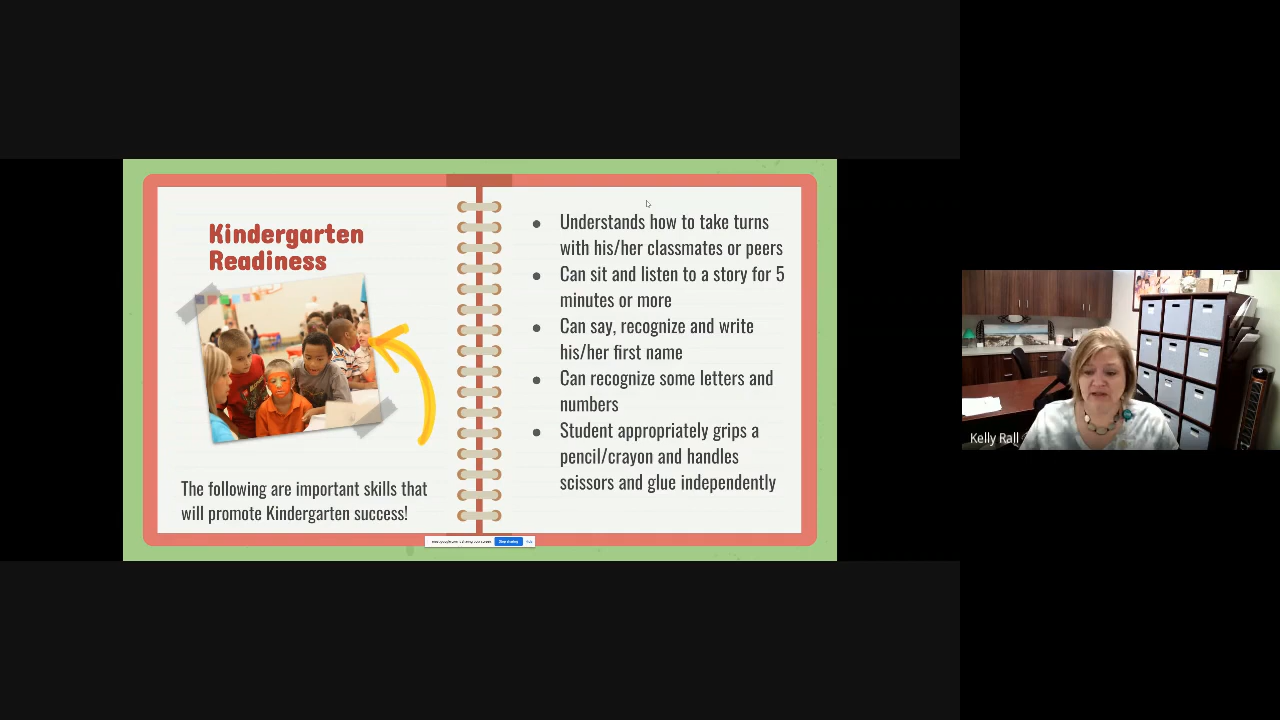 Kindergarten
Readiness
The following are important skills that
will promote Kindergarten success!
● Understands how to take turns
with his/her classmates or peers
● Can sit and listen to a story for 5
minutes or more
● Can say, recognize and write
his/her first name
● Can recognize some letters and
numbers
● Student appropriately grips a
pencil/crayon and handles
scissors and glue independently
Stop sharing
Hide
Kelly Rall